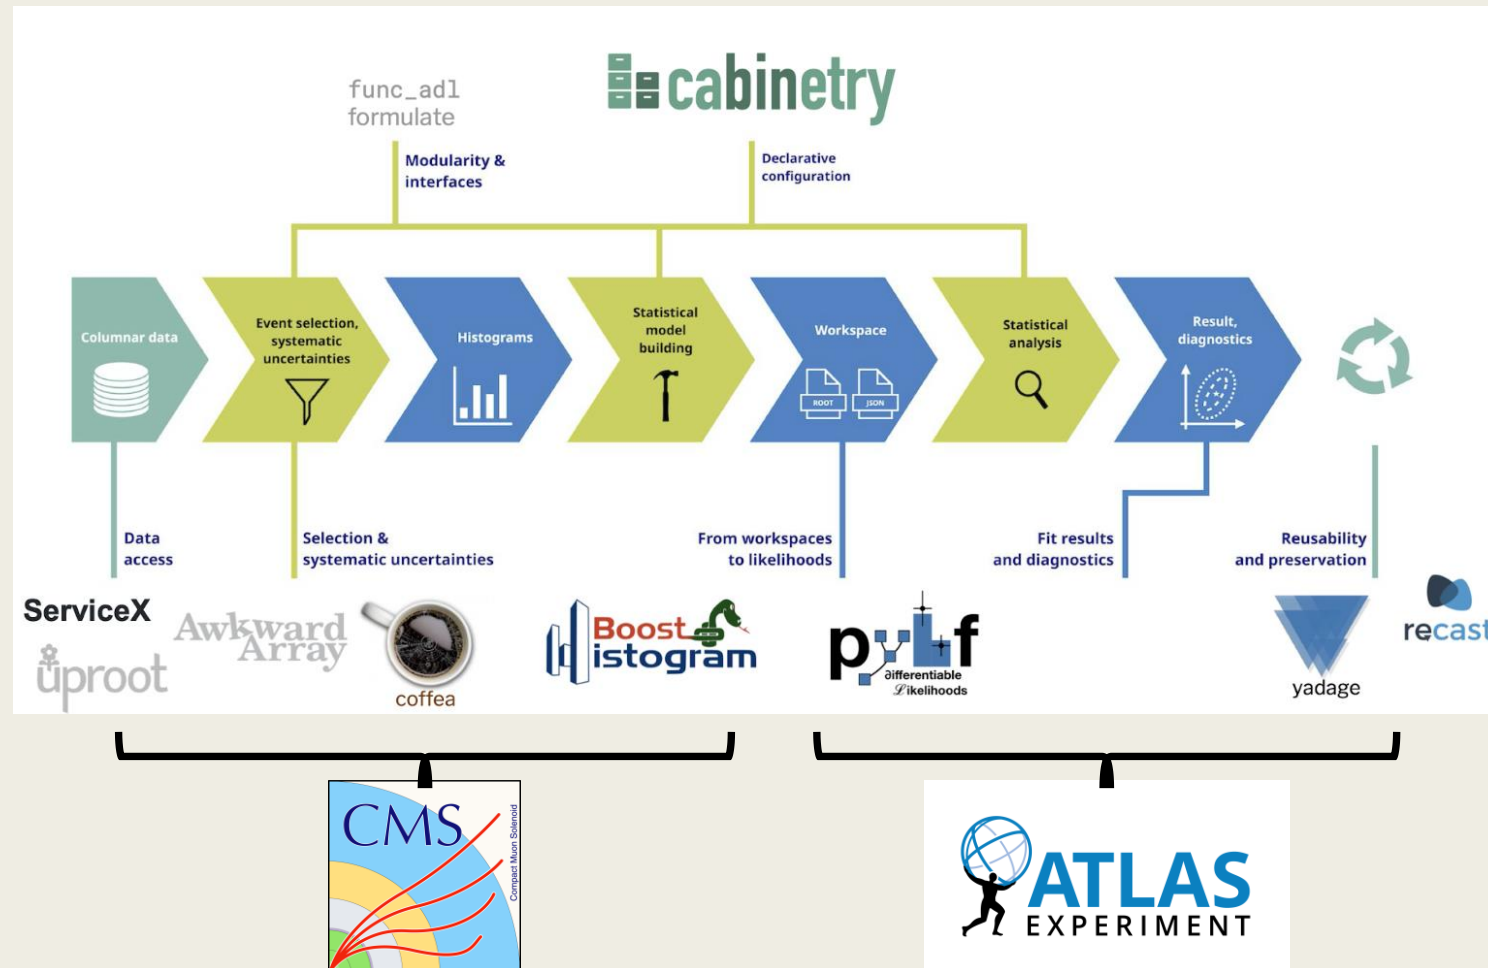 func_adl
formulate
cabinetry
Modularity &
interfaces
Declarative
configuration
Columnar data
Event selection,
systematic
uncertainties
Histograms
Statistical
model
building
Workspace
ROOT
JSON
Statistical
analysis
Result,
diagnostics
Data
access
Selection &
systematic uncertainties
From workspaces
to likelihoods
Fit results
and diagnostics
Reusability
and preservation
ServiceX
uproot
Awkward
Array
coffea
Boost
Histogram
pyhf
∂ifferentiable
ℒikelihoods
yadage
recast
CMS
Compact Muon Solenoid
ATLAS
EXPERIMENT